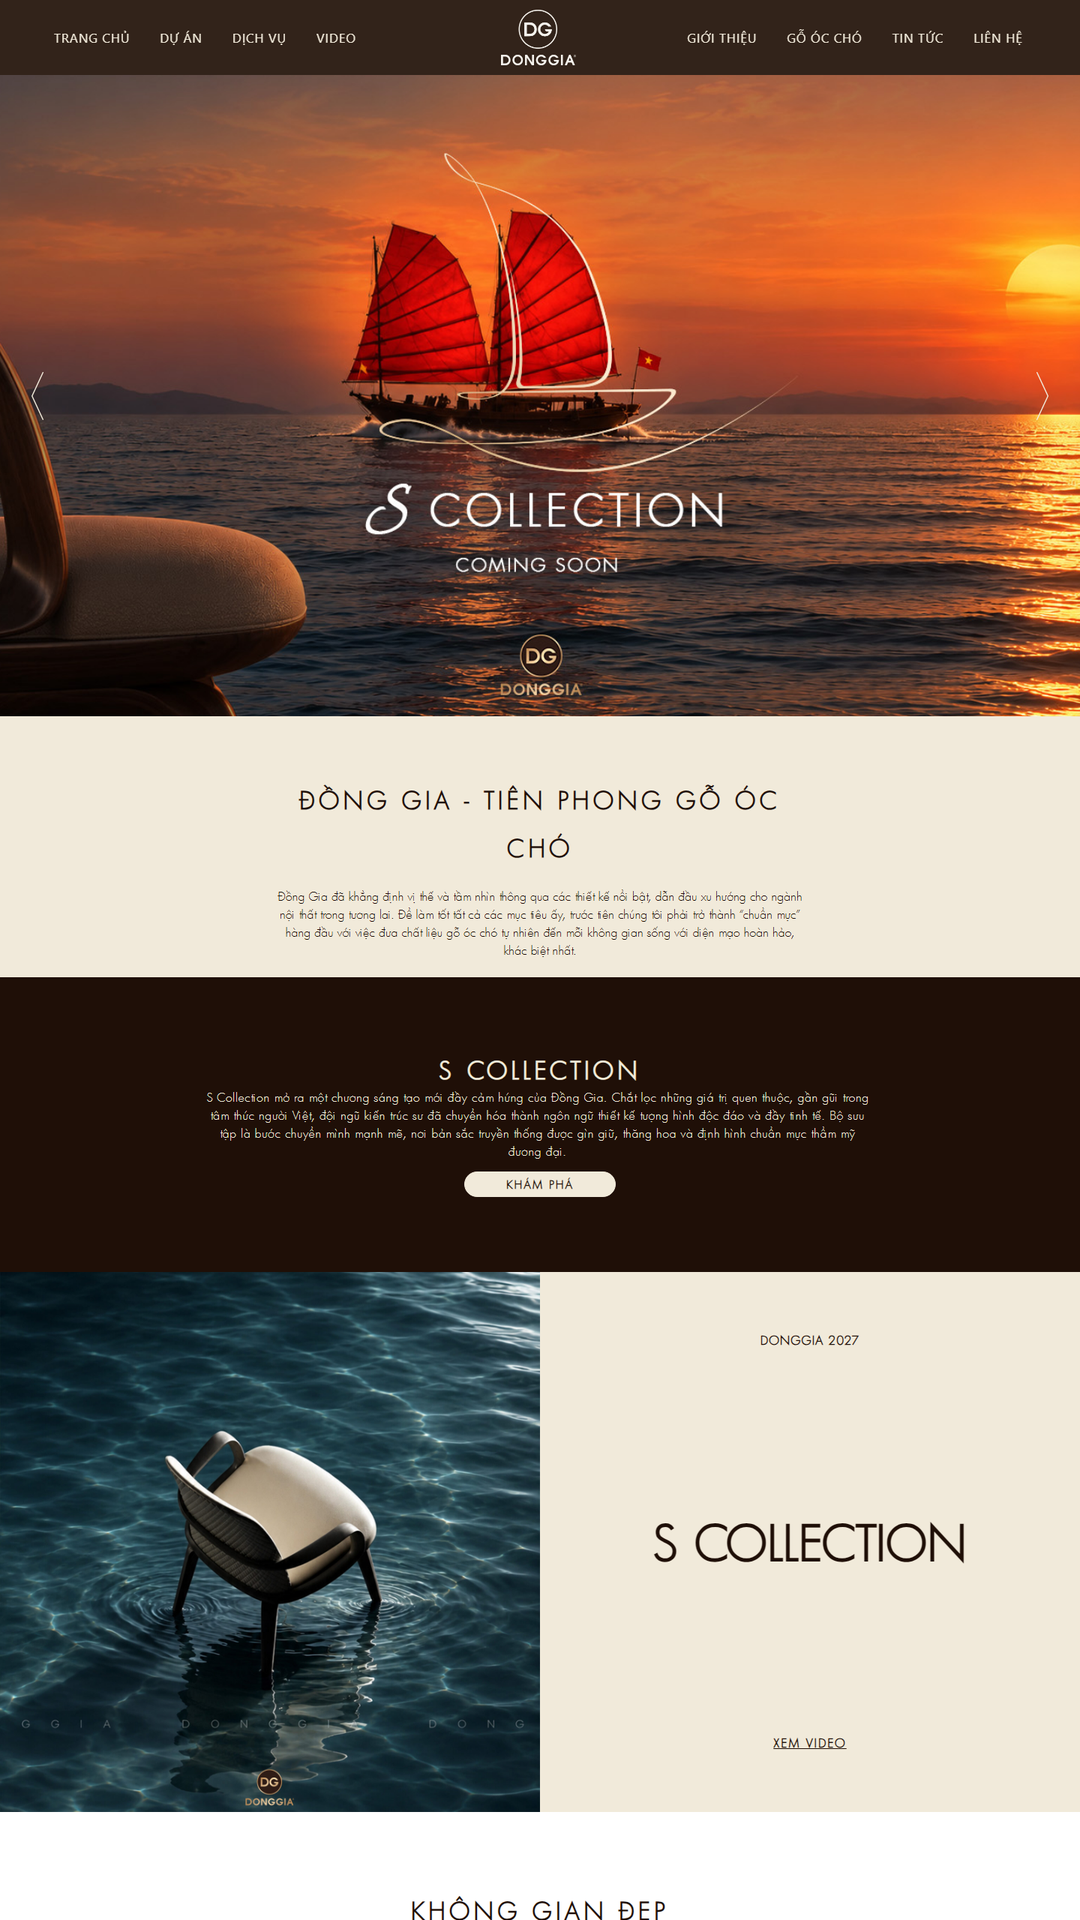 TRANG CHỦ DỰ ÁN DỊCH VỤ VIDEO
DG
DONGGIA
GIỚI THIỆU GỖ ÓC CHÓ TIN TỨC LIÊN HỆ
S COLLECTION
COMING SOON
DG
DONGGIA
ĐỒNG GIA - TIÊN PHONG GỖ ÓC
CHÓ
Đồng Gia đã khẳng định vị thế và tầm nhìn thông qua các thiết kế nổi bật, dẫn đầu xu hướng cho ngành
nội thất trong tương lai. Để làm tốt tất cả các mục tiêu ấy, trước tiên chúng tôi phải trở thành “chuẩn mực”
hàng đầu với việc đưa chất liệu gỗ óc chó tự nhiên đến mỗi không gian sống với diện mạo hoàn hảo,
khác biệt nhất.
S COLLECTION
S Collection mở ra một chương sáng tạo mới đầy cảm hứng của Đồng Gia. Chắt lọc những giá trị quen thuộc, gần gũi trong
tâm thức người Việt, đội ngũ kiến trúc sư đã chuyển hóa thành ngôn ngữ thiết kế tượng hình độc đáo và đầy tinh tế. Bộ sưu
tập là bước chuyển mình mạnh mẽ, nơi bản sắc truyền thống được gìn giữ, thăng hoa và định hình chuẩn mực thẩm mỹ
đương đại.
KHÁM PHÁ
DONGGIA 2027
S COLLECTION
XEM VIDEO
GGIA DONGGIA DONG
DG
DONGGIA
KHÔNG GIAN ĐẸP